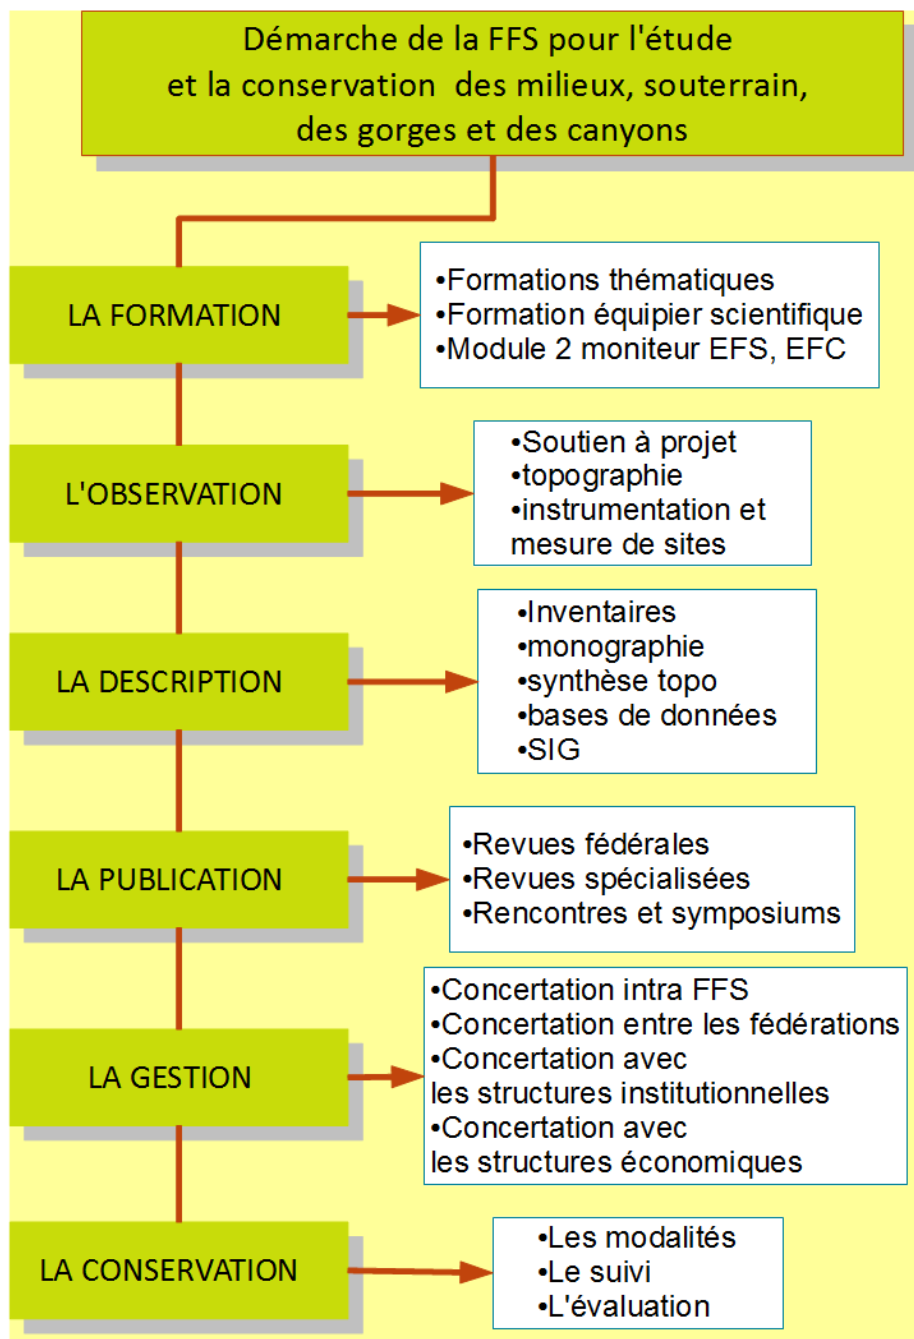 Démarche de la FFS pour l'étude
et la conservation des milieux, souterrain,
des gorges et des canyons
LA FORMATION
•Formations thématiques
•Formation équipier scientifique
•Module 2 moniteur EFS, EFC
L'OBSERVATION
•Soutien à projet
•topographie
•instrumentation et
mesure de sites
LA DESCRIPTION
•Inventaires
•monographie
•synthèse topo
•bases de données
•SIG
LA PUBLICATION
•Revues fédérales
•Revues spécialisées
•Rencontres et symposiums
LA GESTION
•Concertation intra FFS
•Concertation entre les fédérations
•Concertation avec
les structures institutionnelles
•Concertation avec
les structures économiques
LA CONSERVATION
•Les modalités
•Le suivi
•L'évaluation